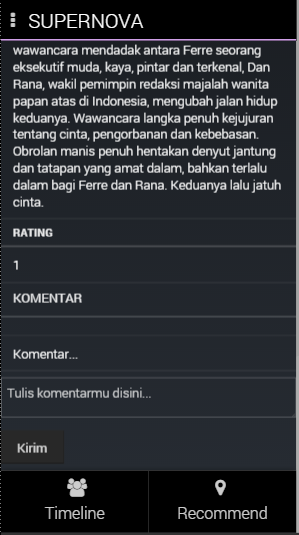 SUPERNOVA
wawancara mendadak antara Ferre seorang
eksekutif muda, kaya, pintar dan terkenal, Dan
Rana, wakil pemimpin redaksi majalah wanita
papan atas di Indonesia, mengubah jalan hidup
keduanya. Wawancara langka penuh kejujuran
tentang cinta, pengorbanan dan kebebasan.
Obrolan manis penuh hentakan denyut jantung
dan tatapan yang amat dalam, bahkan terlalu
dalam bagi Ferre dan Rana. Keduanya lalu jatuh
cinta.
RATING
1
KOMENTAR
Komentar...
Tulis komentarmu disini...
Kirim
Timeline
Recommend